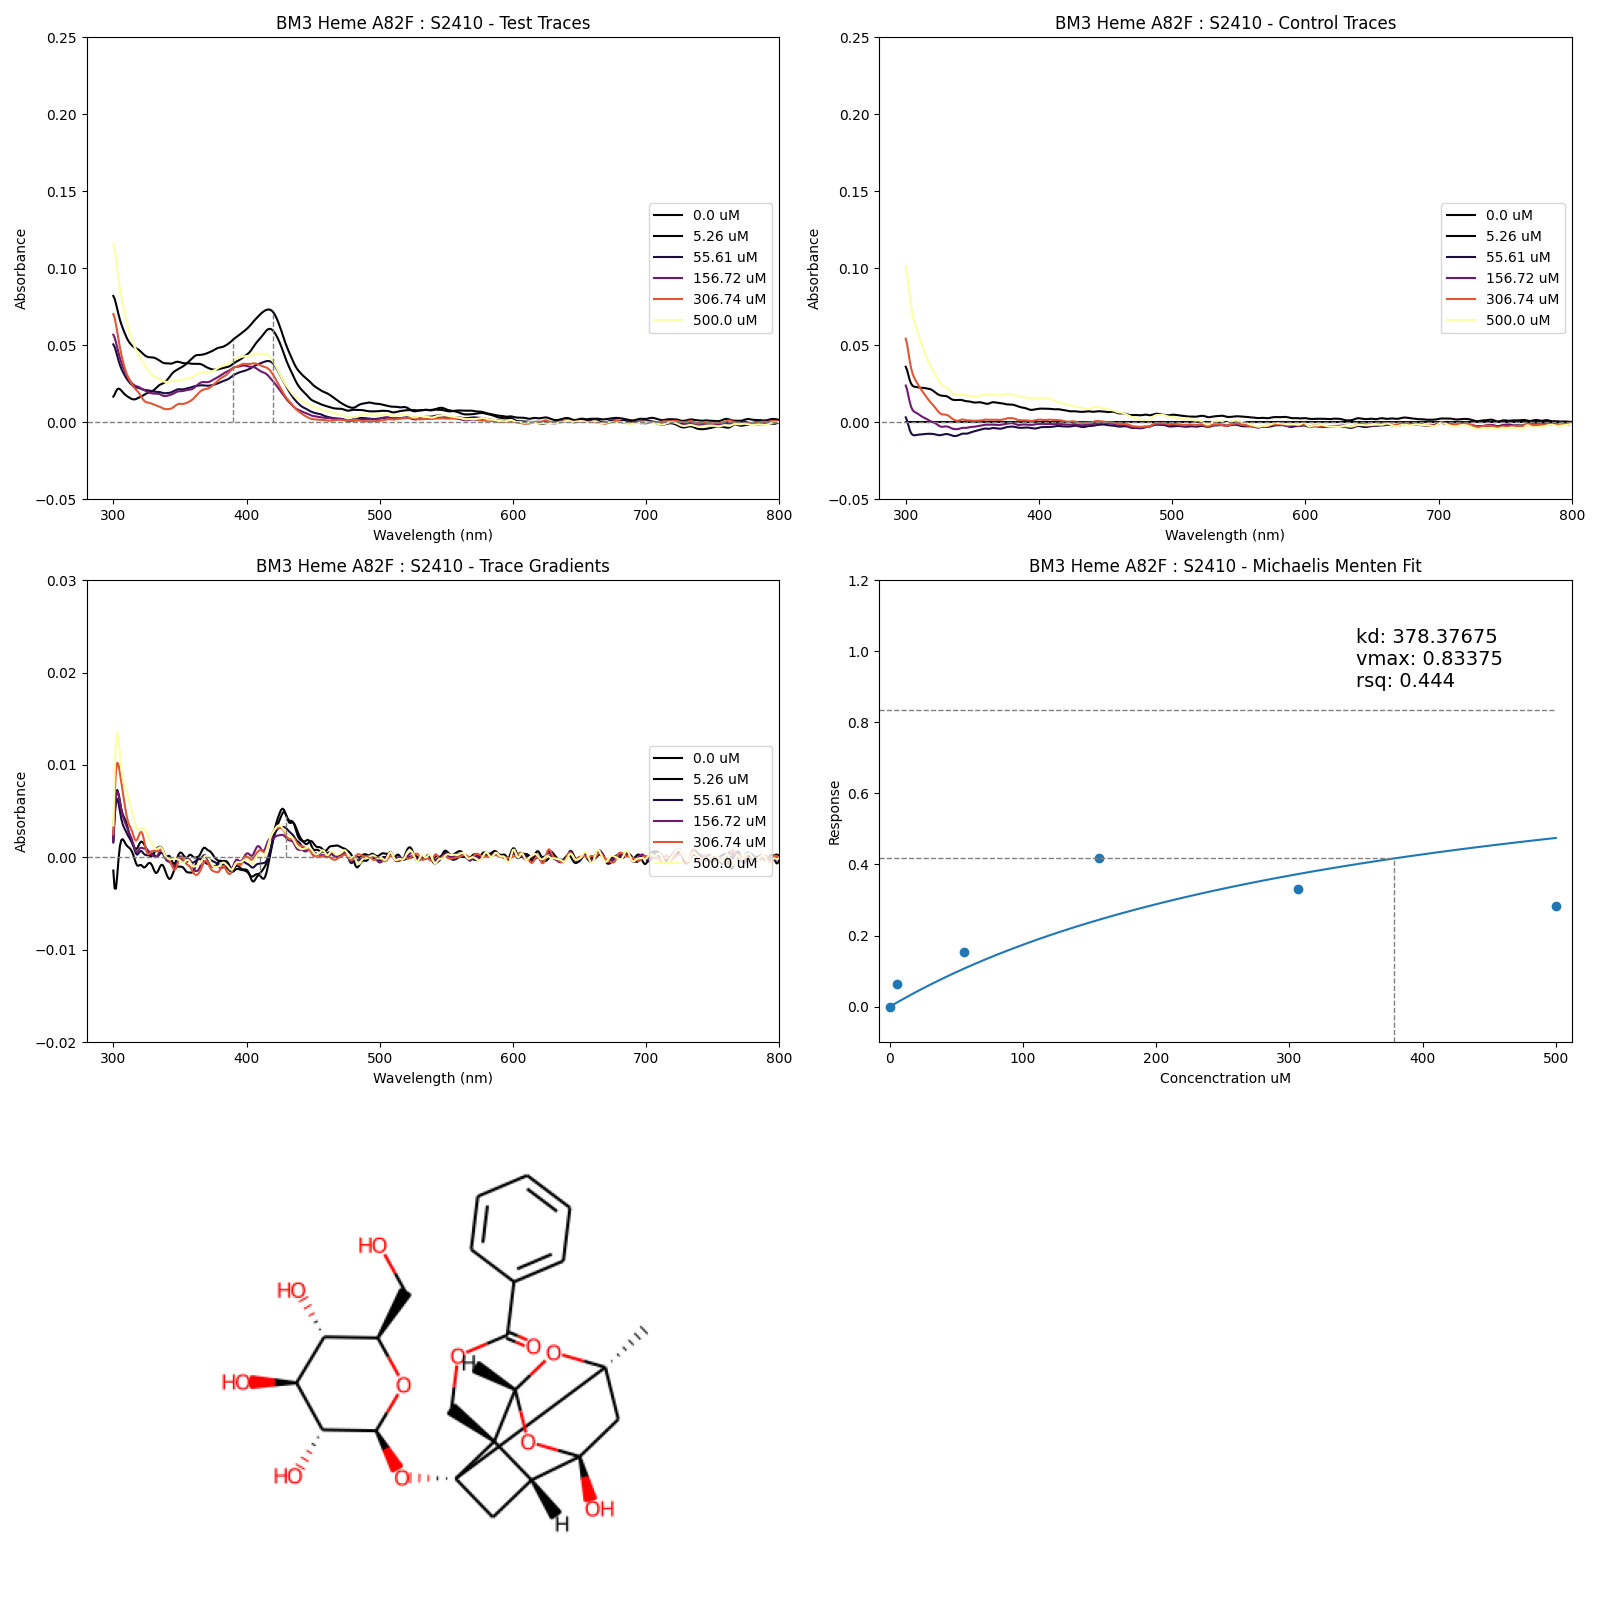 BM3 Heme A82F : S2410 - Test Traces
Absorbance
0.25
0.20
0.15
0.10
0.05
0.00
−0.05
300 400 500 600 700 800
Wavelength (nm)
0.0 uM
5.26 uM
55.61 uM
156.72 uM
306.74 uM
500.0 uM
BM3 Heme A82F : S2410 - Control Traces
Absorbance
0.25
0.20
0.15
0.10
0.05
0.00
−0.05
300 400 500 600 700 800
Wavelength (nm)
0.0 uM
5.26 uM
55.61 uM
156.72 uM
306.74 uM
500.0 uM
BM3 Heme A82F : S2410 - Trace Gradients
Absorbance
0.03
0.02
0.01
0.00
−0.01
−0.02
300 400 500 600 700 800
Wavelength (nm)
0.0 uM
5.26 uM
55.61 uM
156.72 uM
306.74 uM
500.0 uM
BM3 Heme A82F : S2410 - Michaelis Menten Fit
Response
1.2
1.0
0.8
0.6
0.4
0.2
0.0
0 100 200 300 400 500
Concenctration uM
kd: 378.37675
vmax: 0.83375
rsq: 0.444
HO
HO
HO
HO
O
O
O
O
H
O
O
OH
H